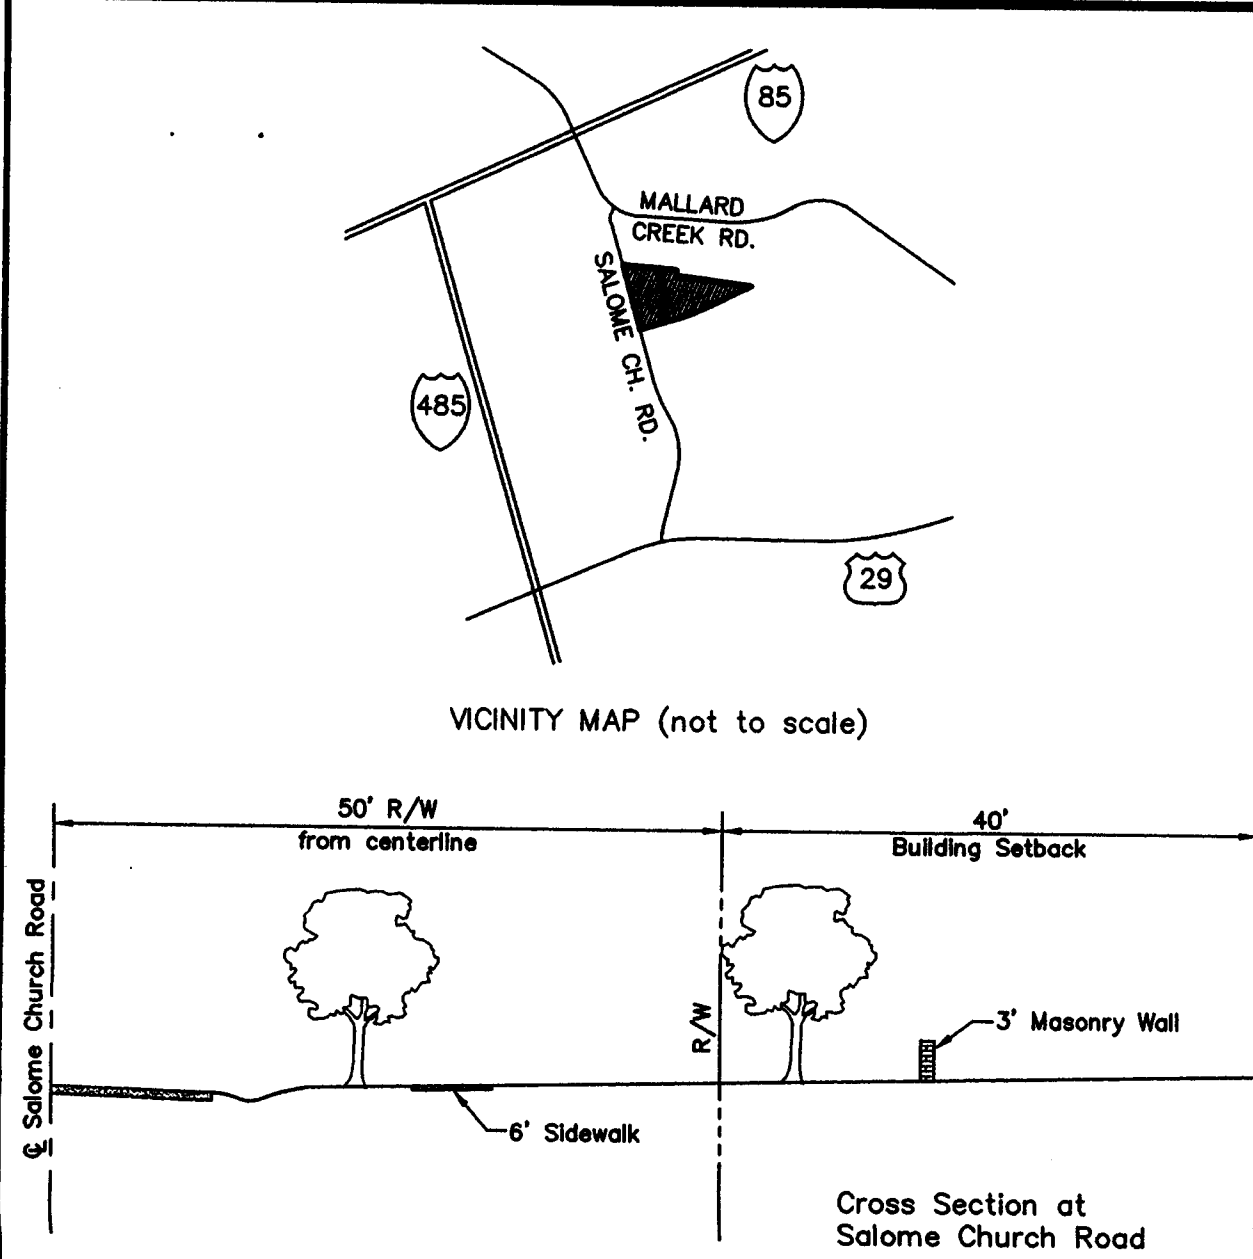 85
MALLARD
CREEK RD.
SALOME CH. RD.
485
29
VICINITY MAP (not to scale)
50' R/W
from centerline
40'
Building Setback
℄ Salome Church Road
R/W
3' Masonry Wall
6' Sidewalk
Cross Section at
Salome Church Road